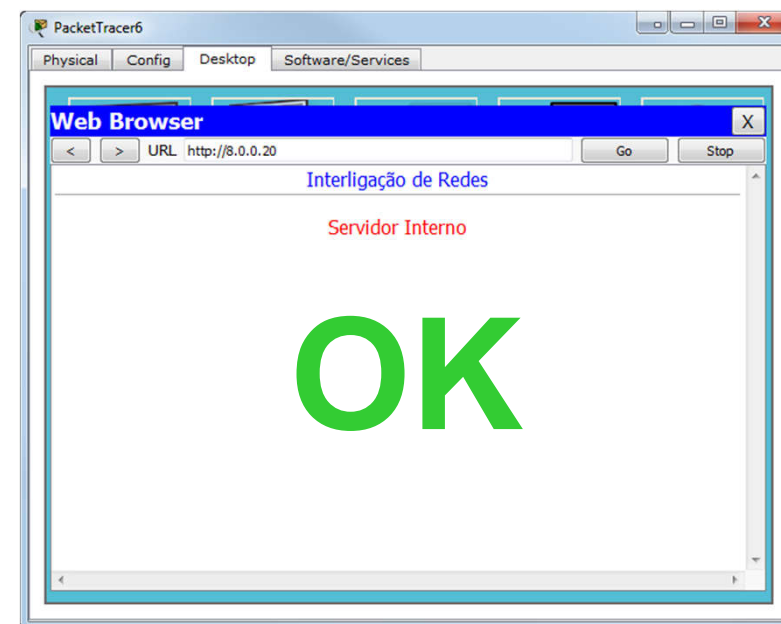 PacketTracer6
Physical Config Desktop Software/Services
Web Browser X
< > URL http://8.0.0.20 Go Stop
Interligação de Redes
Servidor Interno
OK